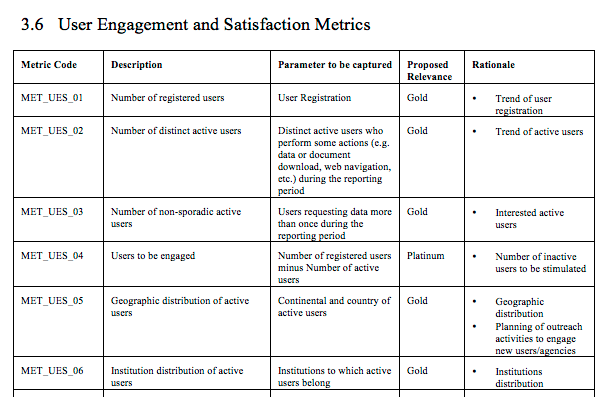 3.6 User Engagement and Satisfaction Metrics
Metric Code Description Parameter to be captured Proposed Relevance Rationale
MET_UES_01 Number of registered users User Registration Gold • Trend of user registration
MET_UES_02 Number of distinct active users Distinct active users who perform some actions (e.g. data or document download, web navigation, etc.) during the reporting period Gold • Trend of active users
MET_UES_03 Number of non-sporadic active users Users requesting data more than once during the reporting period Gold • Interested active users
MET_UES_04 Users to be engaged Number of registered users minus Number of active users Platinum • Number of inactive users to be stimulated
MET_UES_05 Geographic distribution of active users Continental and country of active users Gold • Geographic distribution • Planning of outreach activities to engage new users/agencies
MET_UES_06 Institution distribution of active users Institutions to which active users belong Gold • Institutions distribution